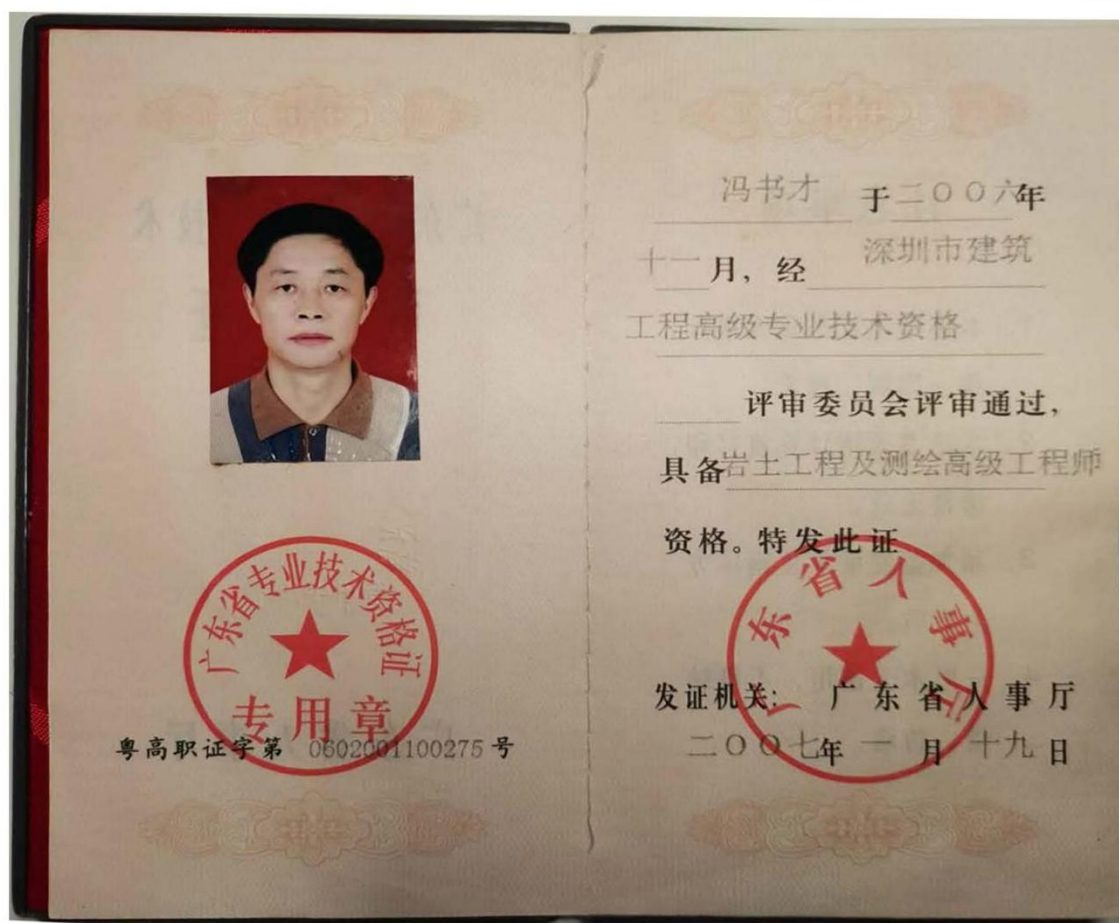 广东省专业技术资格证
专用章
粤高职证字第 0602001100275 号
冯书才 于二〇〇六年
十一月，经 深圳市建筑
工程高级专业技术资格
评审委员会评审通过，
具备岩土工程及测绘高级工程师
资格。特发此证
广东省人事厅
发证机关：广东省人事厅
二〇〇七年 一 月 十九 日